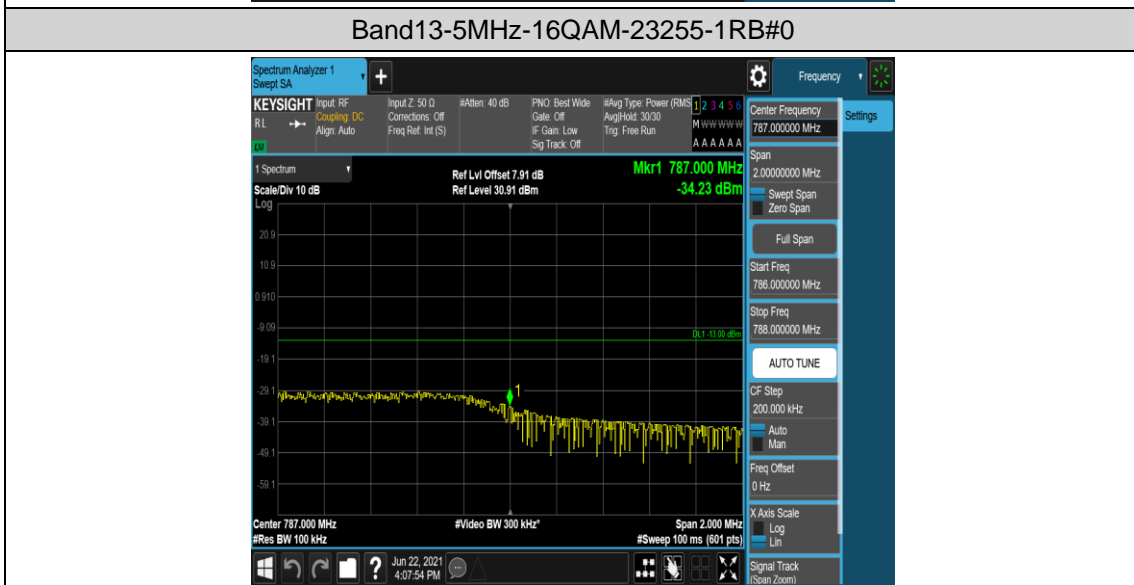 Band13-5MHz-16QAM-23255-1RB#0
Spectrum Analyzer 1
Swept SA
Frequency
KEYSIGHT
RL
LXI
Input: RF
Coupling: DC
Align: Auto
Input Z: 50 Ω
Corrections: Off
Freq Ref: Int (S)
#Atten: 40 dB
PNO: Best Wide
Gate: Off
IF Gain: Low
Sig Track: Off
#Avg Type: Power (RMS
Avg|Hold: 30/30
Trig: Free Run
1 2 3 4 5 6
M W W W W W
A A A A A A
1 Spectrum
Scale/Div 10 dB
Log
Ref Lvl Offset 7.91 dB
Ref Level 30.91 dBm
Mkr1 787.000 MHz
-34.23 dBm
20.9
10.9
0.910
-9.09
-19.1
-29.1
-39.1
-49.1
-59.1
DL1 -13.00 dBm
1
Center 787.000 MHz
#Res BW 100 kHz
#Video BW 300 kHz*
Span 2.000 MHz
#Sweep 100 ms (601 pts)
Center Frequency
787.000000 MHz
Settings
Span
2.00000000 MHz
Swept Span
Zero Span
Full Span
Start Freq
786.000000 MHz
Stop Freq
788.000000 MHz
AUTO TUNE
CF Step
200.000 kHz
Auto
Man
Freq Offset
0 Hz
X Axis Scale
Log
Lin
Signal Track
(Span Zoom)
?
Jun 22, 2021
4:07:54 PM